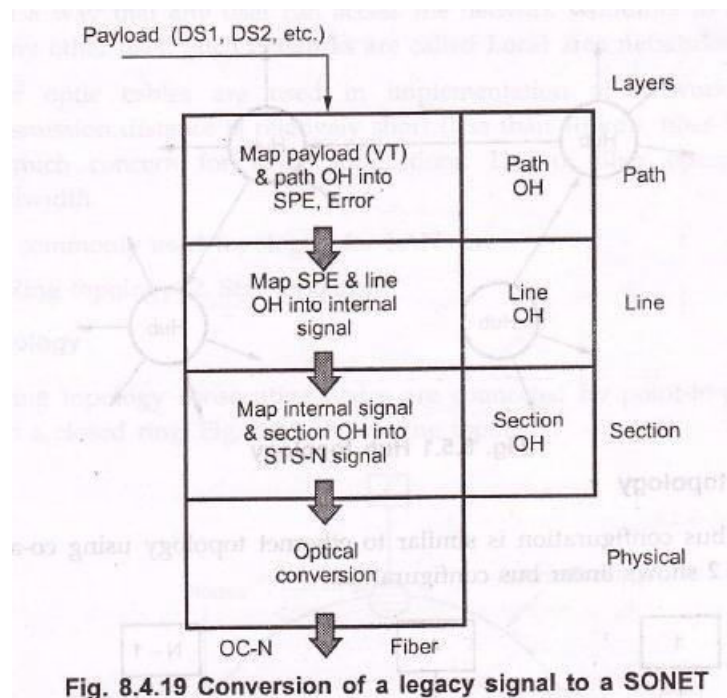 Payload (DS1, DS2, etc.)
Layers
Map payload (VT)
& path OH into
SPE, Error
Path
OH
Path
Map SPE & line
OH into internal
signal
Line
OH
Line
Map internal signal
& section OH into
STS-N signal
Section
OH
Section
Optical
conversion
Physical
OC-N
Fiber
Fig. 8.4.19 Conversion of a legacy signal to a SONET